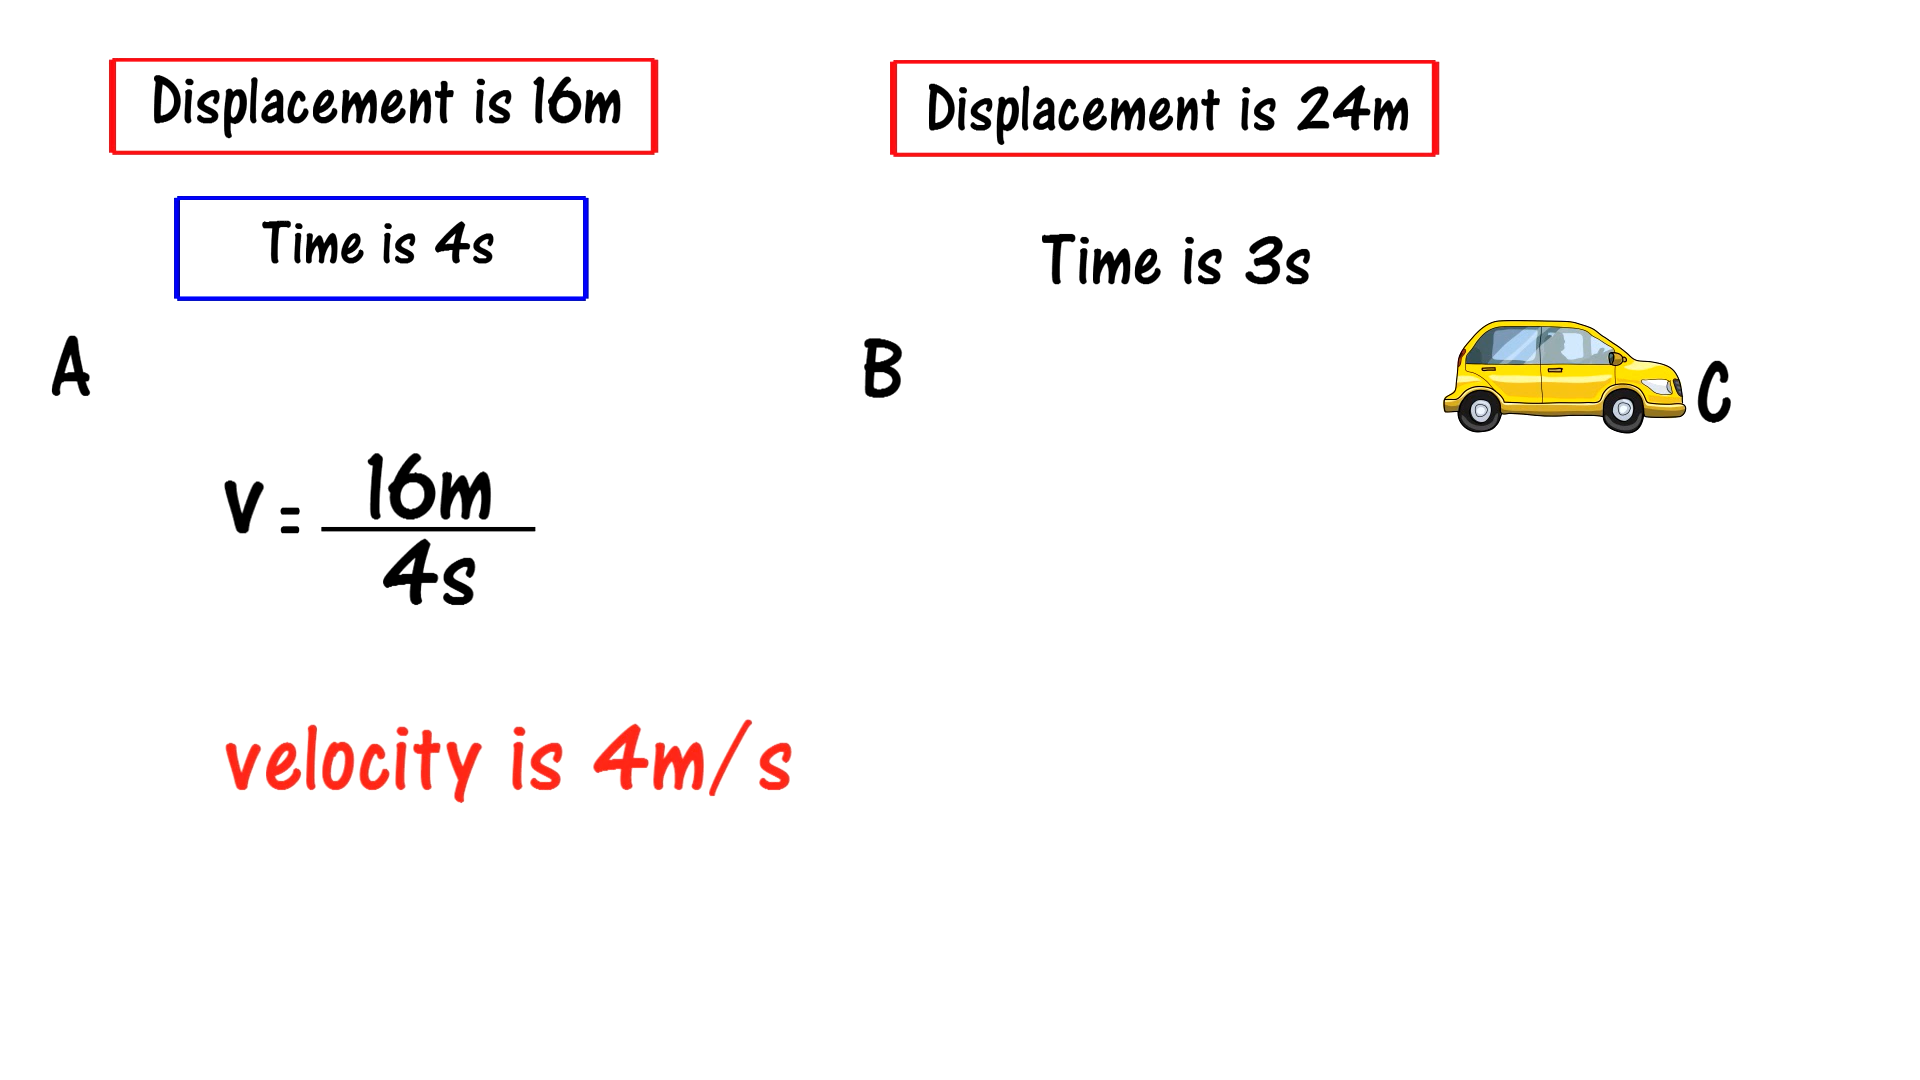 Displacement is 16m
Displacement is 24m
Time is 4s
Time is 3s
A
B
C
v = 16m
4s
velocity is 4m/s